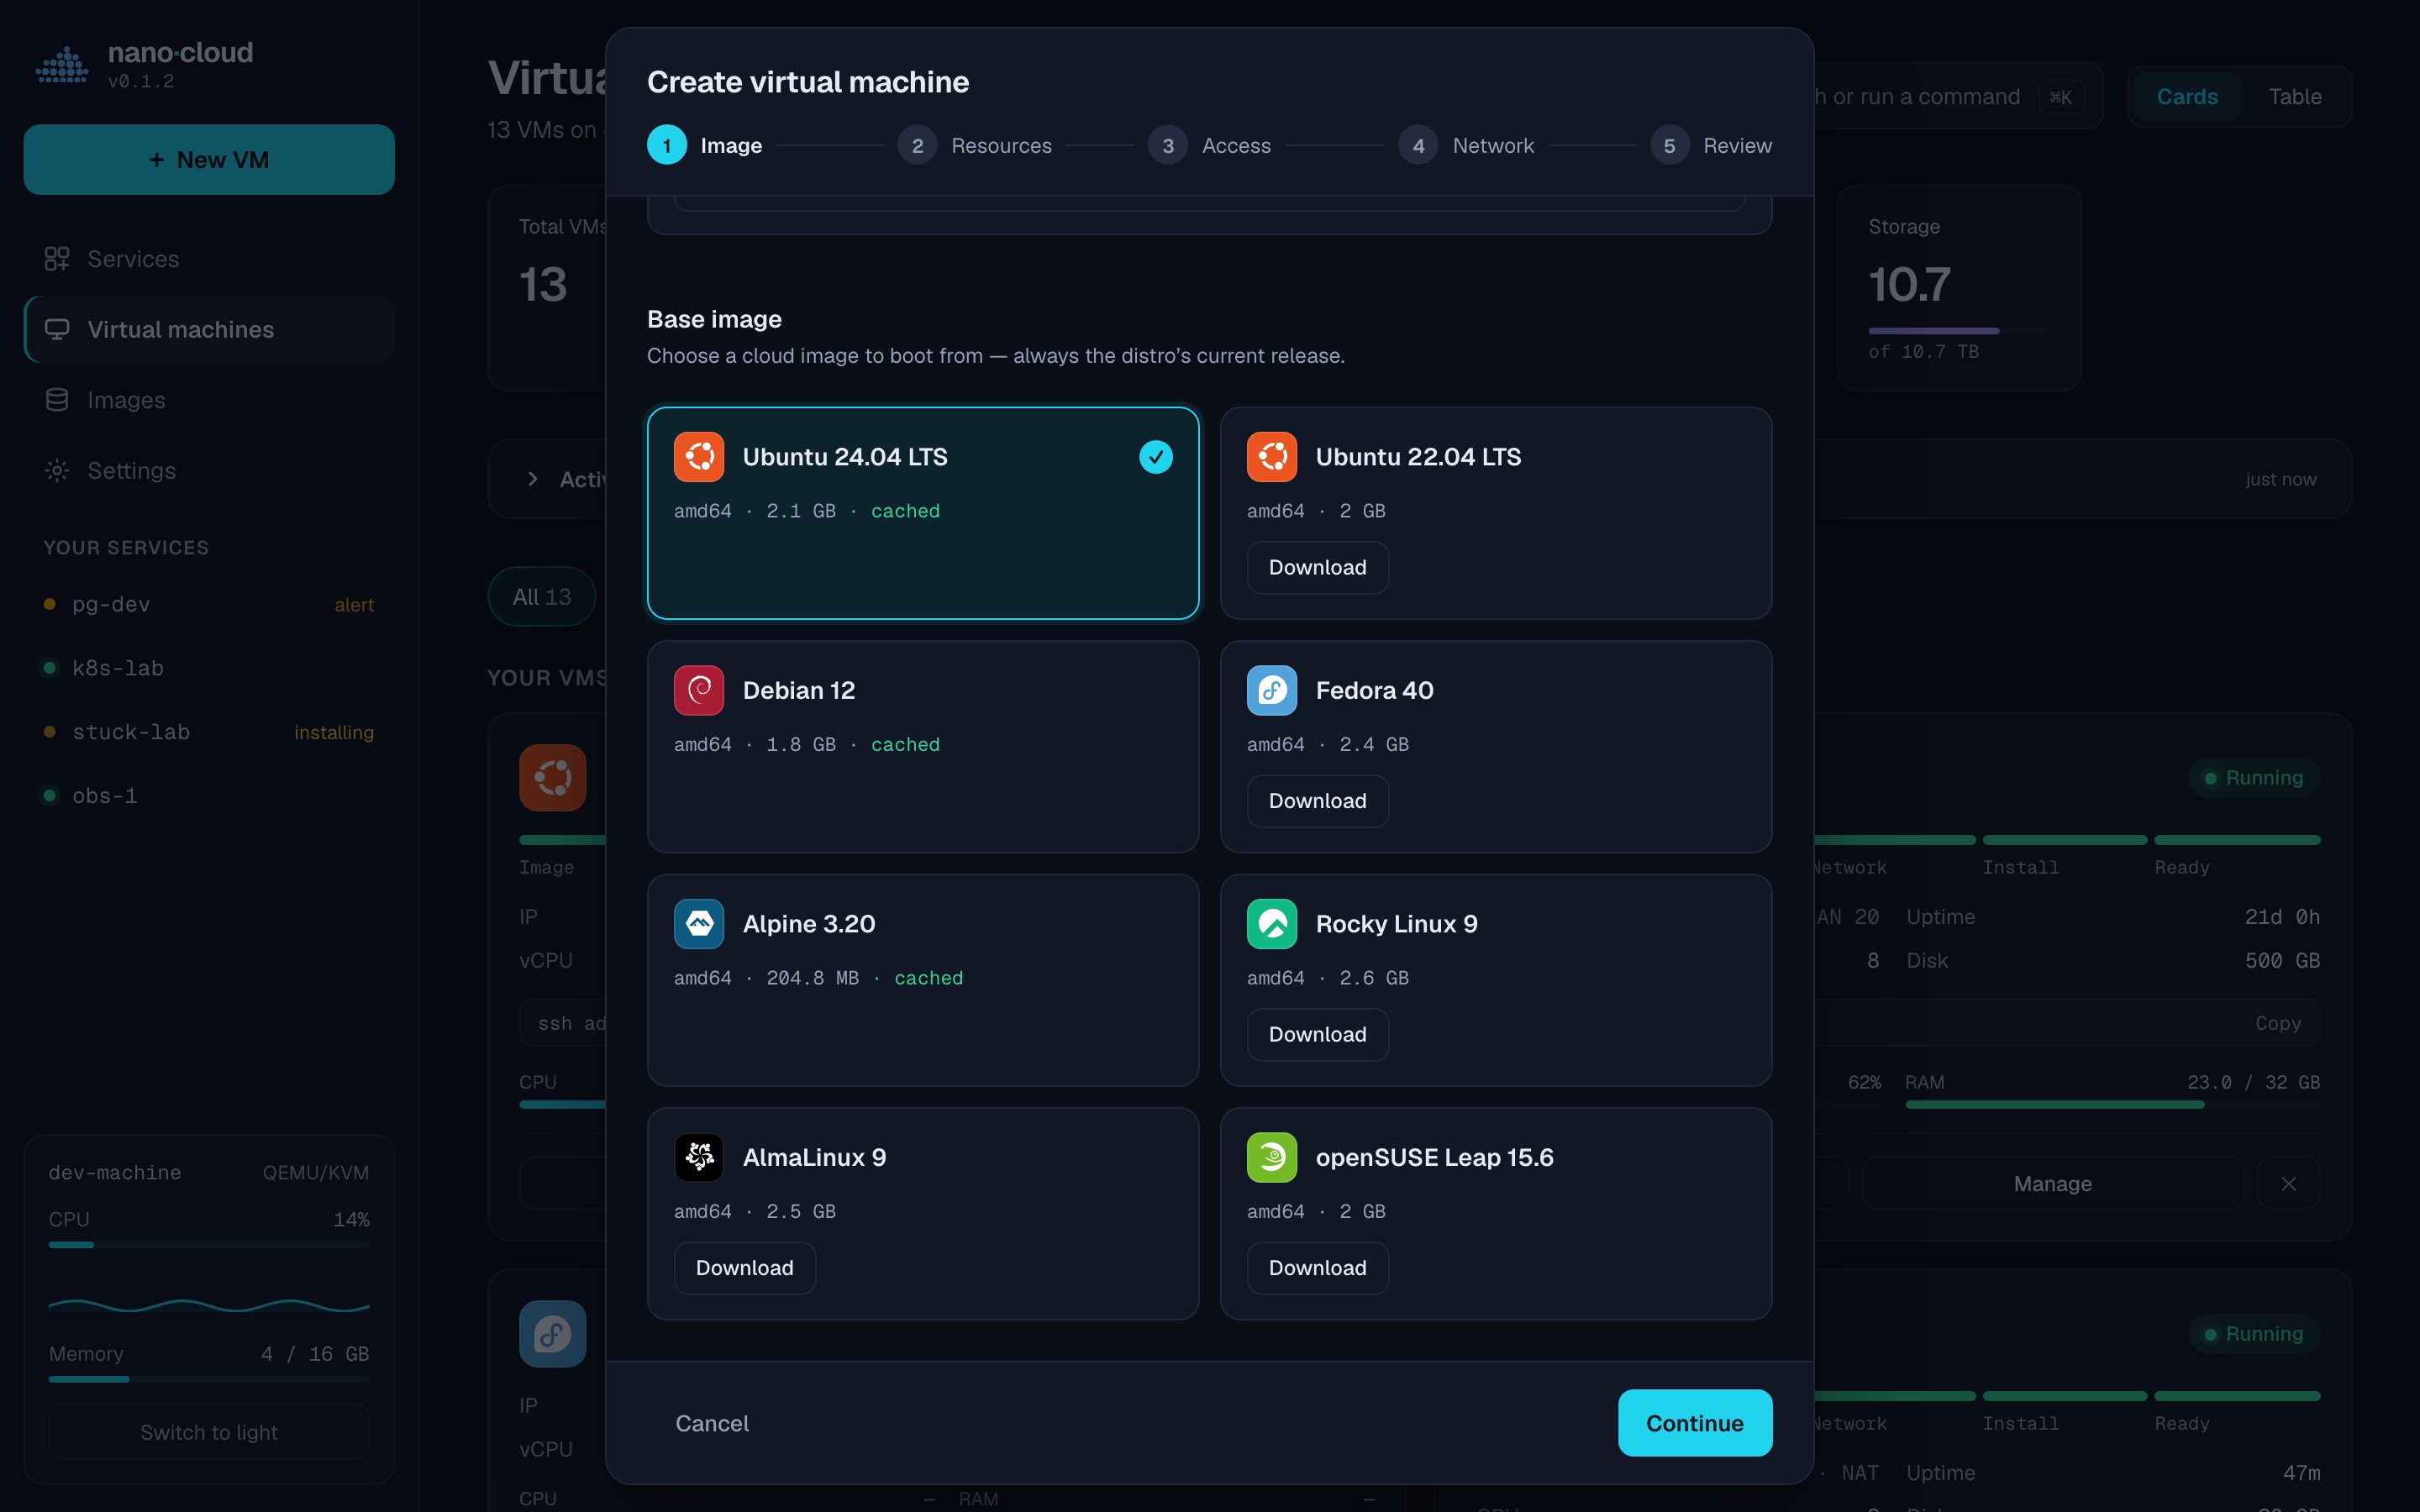 nano·cloud
v0.1.2
+ New VM
Services
Virtual machines
Images
Settings
YOUR SERVICES
pg-dev alert
k8s-lab
stuck-lab installing
obs-1
dev-machine QEMU/KVM
CPU 14%
Memory 4 / 16 GB
Switch to light
13 VMs on
or run a command ⌘K
Cards Table
Total VMs
13
Storage
10.7
of 10.7 TB
just now
All 13
YOUR VMS
Image
IP
vCPU
ssh
CPU
IP
vCPU
CPU – RAM –
Create virtual machine
1 Image 2 Resources 3 Access 4 Network 5 Review
Base image
Choose a cloud image to boot from — always the distro’s current release.
Ubuntu 24.04 LTS
amd64 · 2.1 GB · cached
Ubuntu 22.04 LTS
amd64 · 2 GB
Download
Debian 12
amd64 · 1.8 GB · cached
Fedora 40
amd64 · 2.4 GB
Download
Alpine 3.20
amd64 · 204.8 MB · cached
Rocky Linux 9
amd64 · 2.6 GB
Download
AlmaLinux 9
amd64 · 2.5 GB
Download
openSUSE Leap 15.6
amd64 · 2 GB
Download
Cancel Continue
Running
Network Install Ready
20 Uptime 21d 0h
8 Disk 500 GB
Copy
62% RAM 23.0 / 32 GB
Manage
Running
Network Install Ready
· NAT Uptime 47m